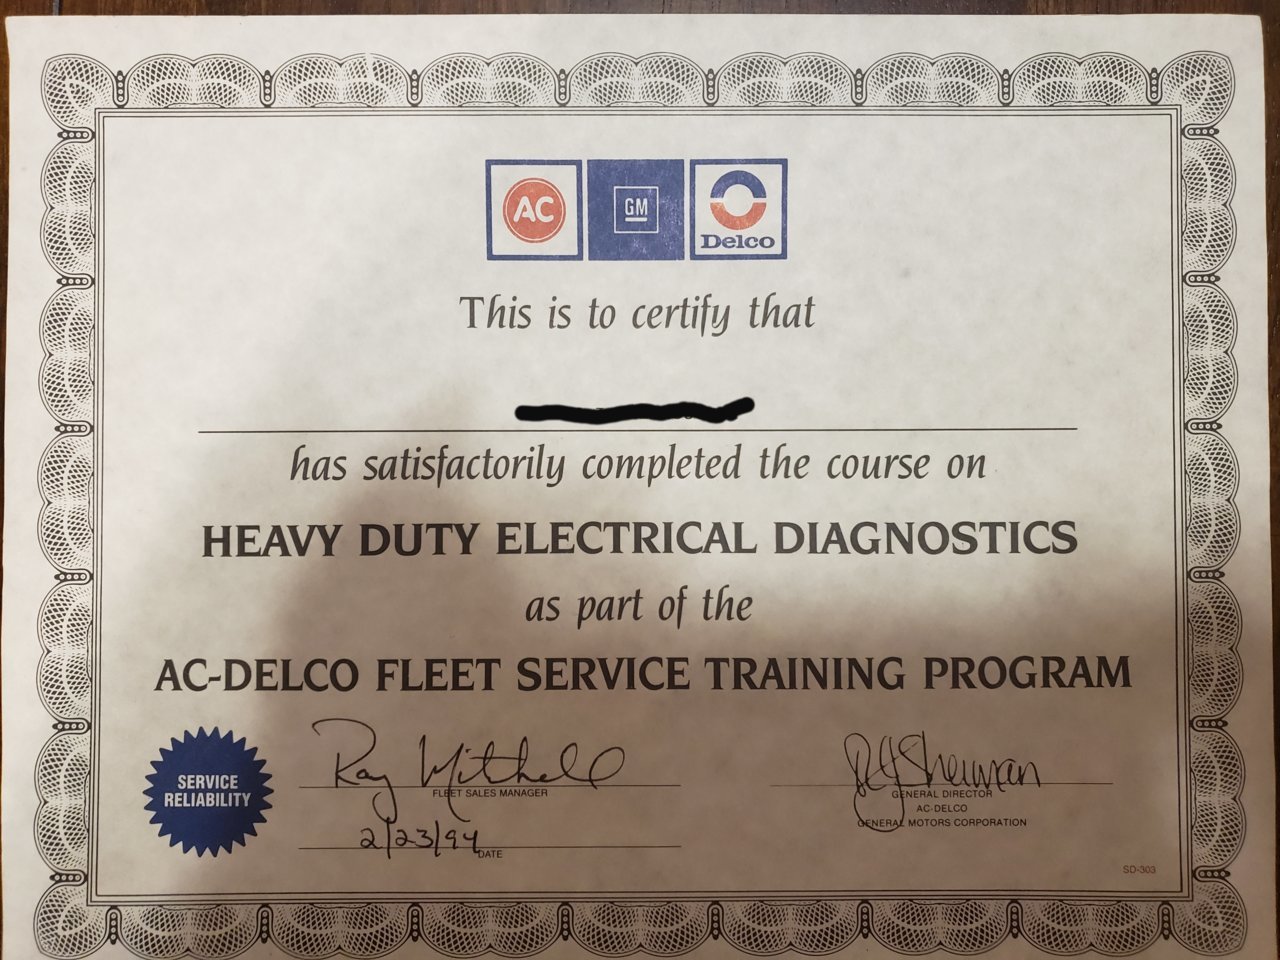 AC
GM
Delco
This is to certify that
has satisfactorily completed the course on
HEAVY DUTY ELECTRICAL DIAGNOSTICS
as part of the
AC-DELCO FLEET SERVICE TRAINING PROGRAM
SERVICE
RELIABILITY
Ray Mitchell
FLEET SALES MANAGER
2/23/94
DATE
Sherman
GENERAL DIRECTOR
AC-DELCO
GENERAL MOTORS CORPORATION
SD-303